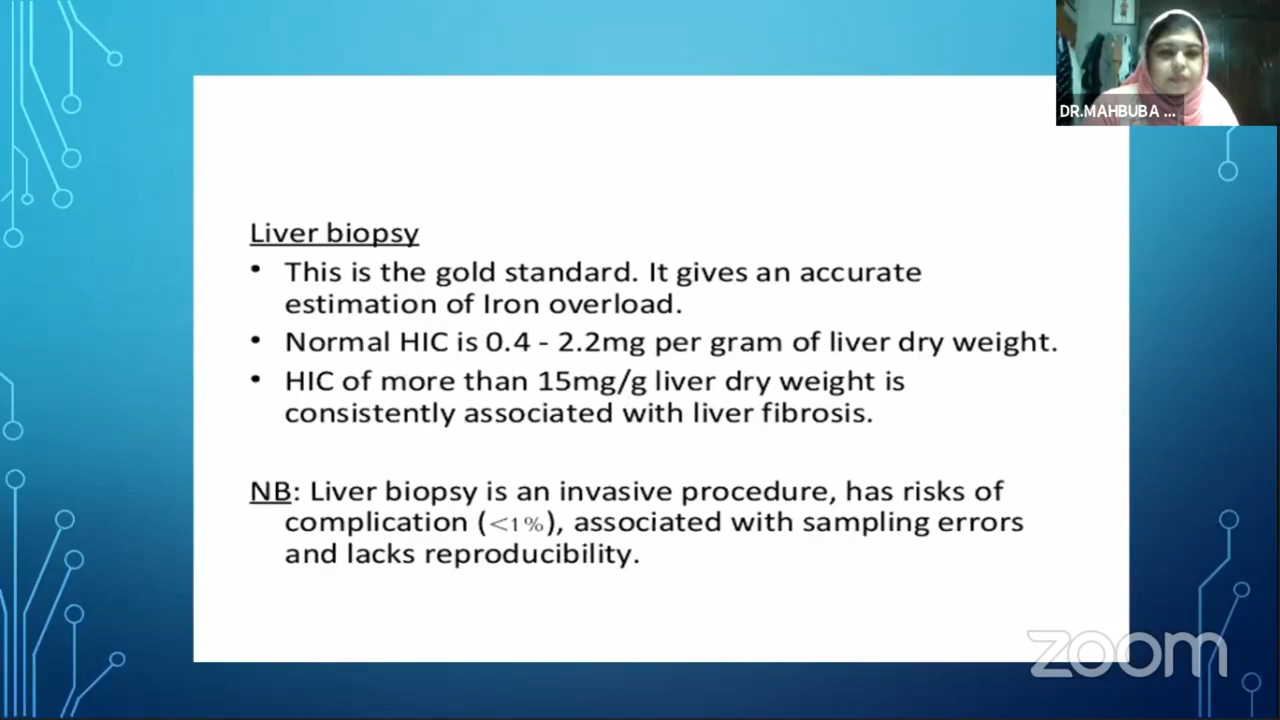 DR.MAHBUBA ...
Liver biopsy
• This is the gold standard. It gives an accurate
estimation of Iron overload.
• Normal HIC is 0.4 - 2.2mg per gram of liver dry weight.
• HIC of more than 15mg/g liver dry weight is
consistently associated with liver fibrosis.
NB: Liver biopsy is an invasive procedure, has risks of
complication (<1%), associated with sampling errors
and lacks reproducibility.
zoom